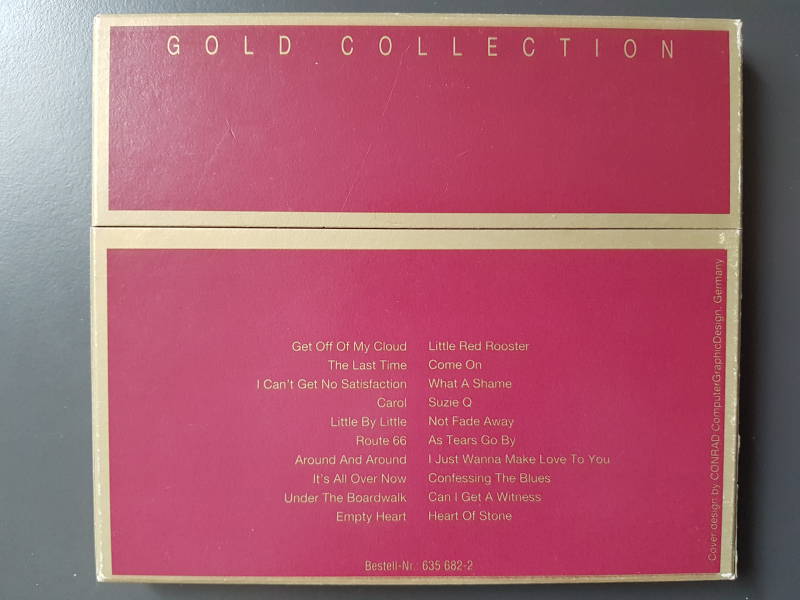 GOLD COLLECTION
Get Off Of My Cloud
The Last Time
I Can't Get No Satisfaction
Carol
Little By Little
Route 66
Around And Around
It's All Over Now
Under The Boardwalk
Empty Heart
Little Red Rooster
Come On
What A Shame
Suzie Q
Not Fade Away
As Tears Go By
I Just Wanna Make Love To You
Confessing The Blues
Can I Get A Witness
Heart Of Stone
Bestell-Nr.: 635 682-2
Cover design by CONRAD ComputerGraphicDesign, Germany